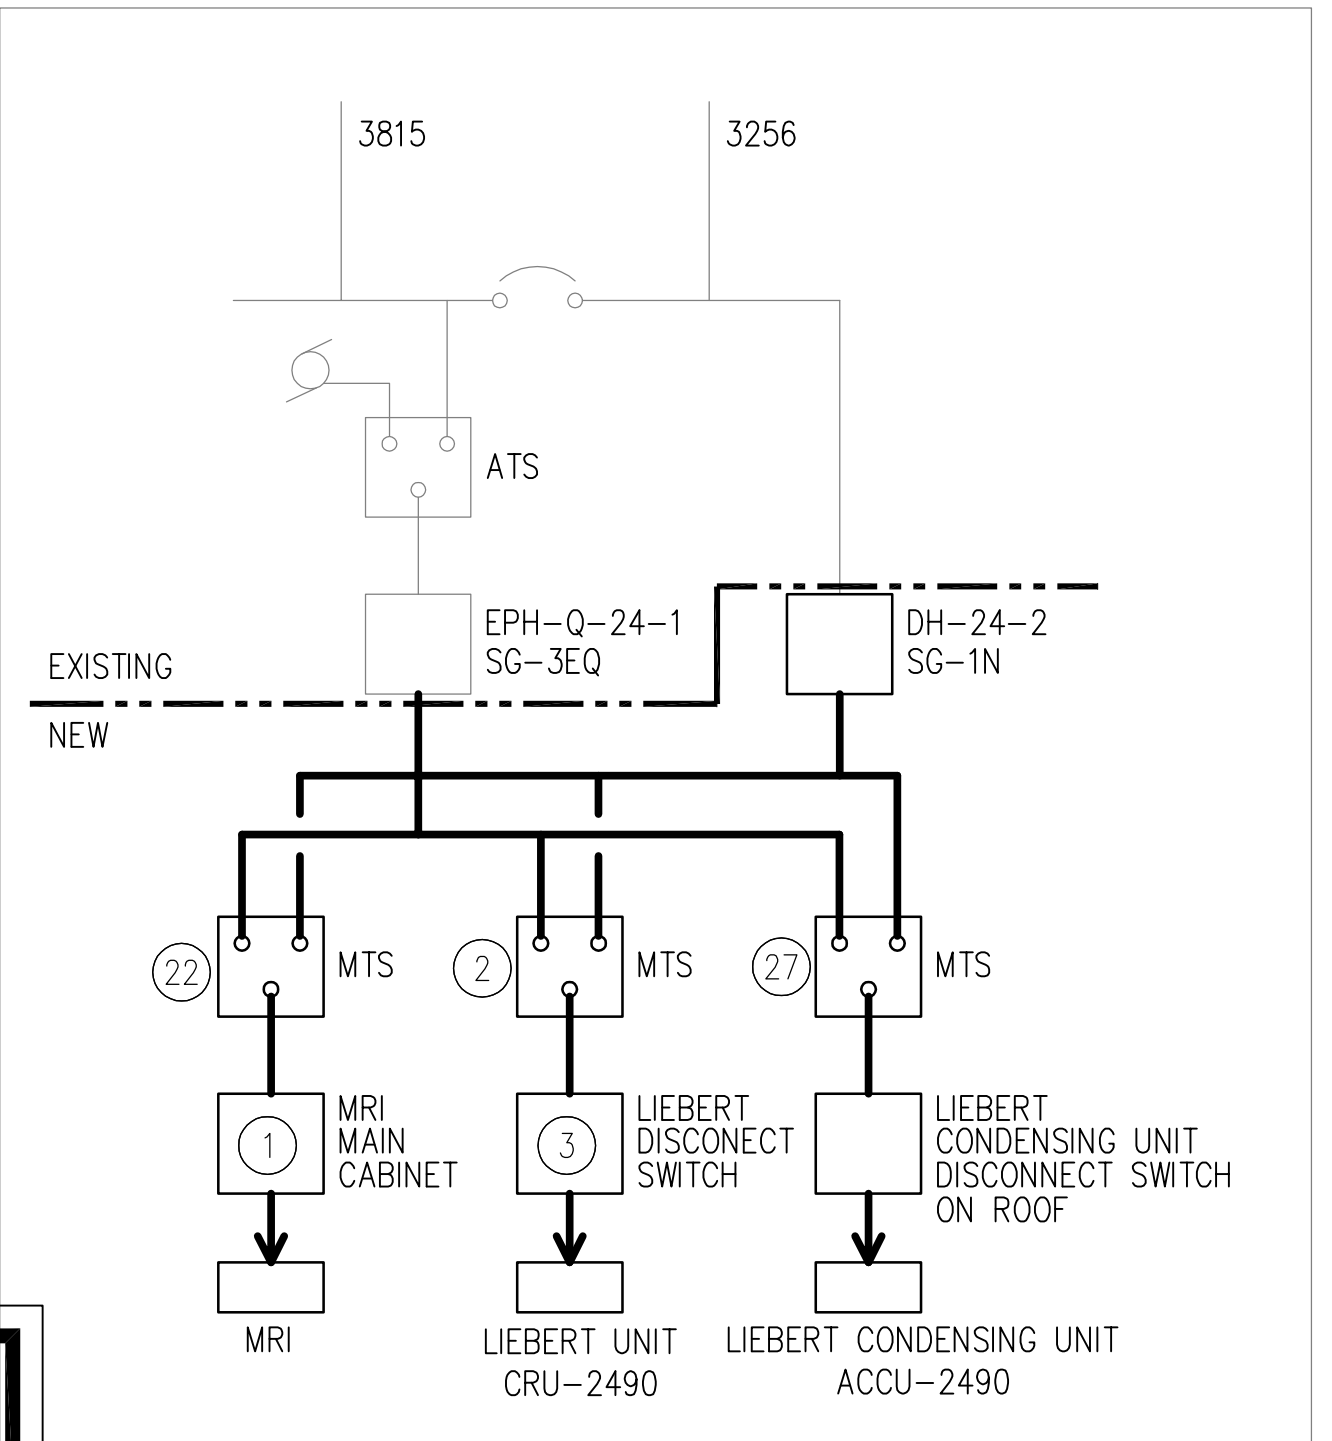 3815
3256
ATS
EPH-Q-24-1
SG-3EQ
DH-24-2
SG-1N
EXISTING
NEW
22
MTS
2
MTS
27
MTS
1
MRI
MAIN
CABINET
3
LIEBERT
DISCONECT
SWITCH
LIEBERT
CONDENSING UNIT
DISCONNECT SWITCH
ON ROOF
MRI
LIEBERT UNIT
CRU-2490
LIEBERT CONDENSING UNIT
ACCU-2490